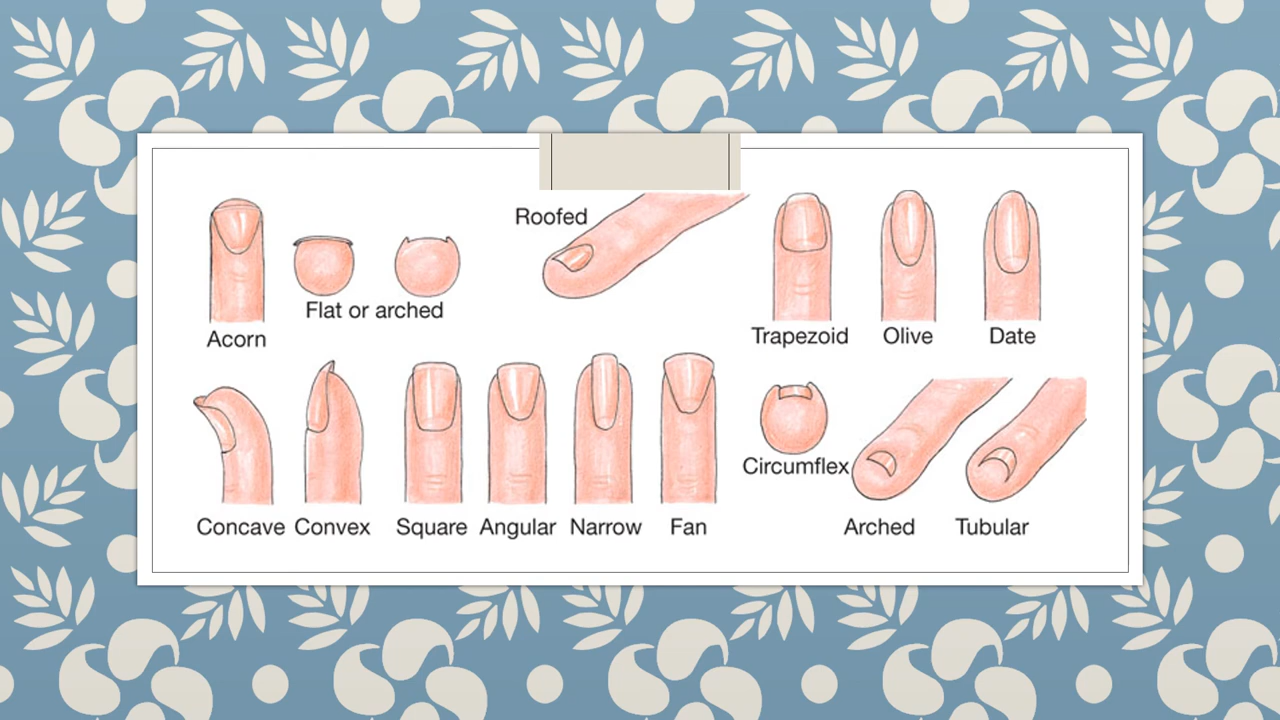 Roofed
Flat or arched
Acorn
Trapezoid
Olive
Date
Circumflex
Concave
Convex
Square
Angular
Narrow
Fan
Arched
Tubular